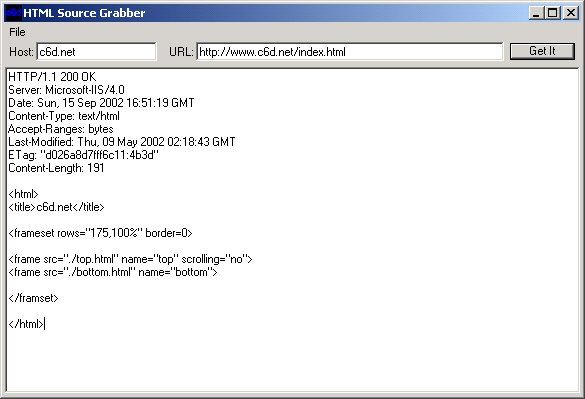 HTML Source Grabber
File
Host: c6d.net URL: http://www.c6d.net/index.html Get It
HTTP/1.1 200 OK
Server: Microsoft-IIS/4.0
Date: Sun, 15 Sep 2002 16:51:19 GMT
Content-Type: text/html
Accept-Ranges: bytes
Last-Modified: Thu, 09 May 2002 02:18:43 GMT
ETag: "d026a8d7fff6c11:4b3d"
Content-Length: 191
<html>
<title>c6d.net</title>
<frameset rows="175,100%" border=0>
<frame src="./top.html" name="top" scrolling="no">
<frame src="./bottom.html" name="bottom">
</framset>
</html>